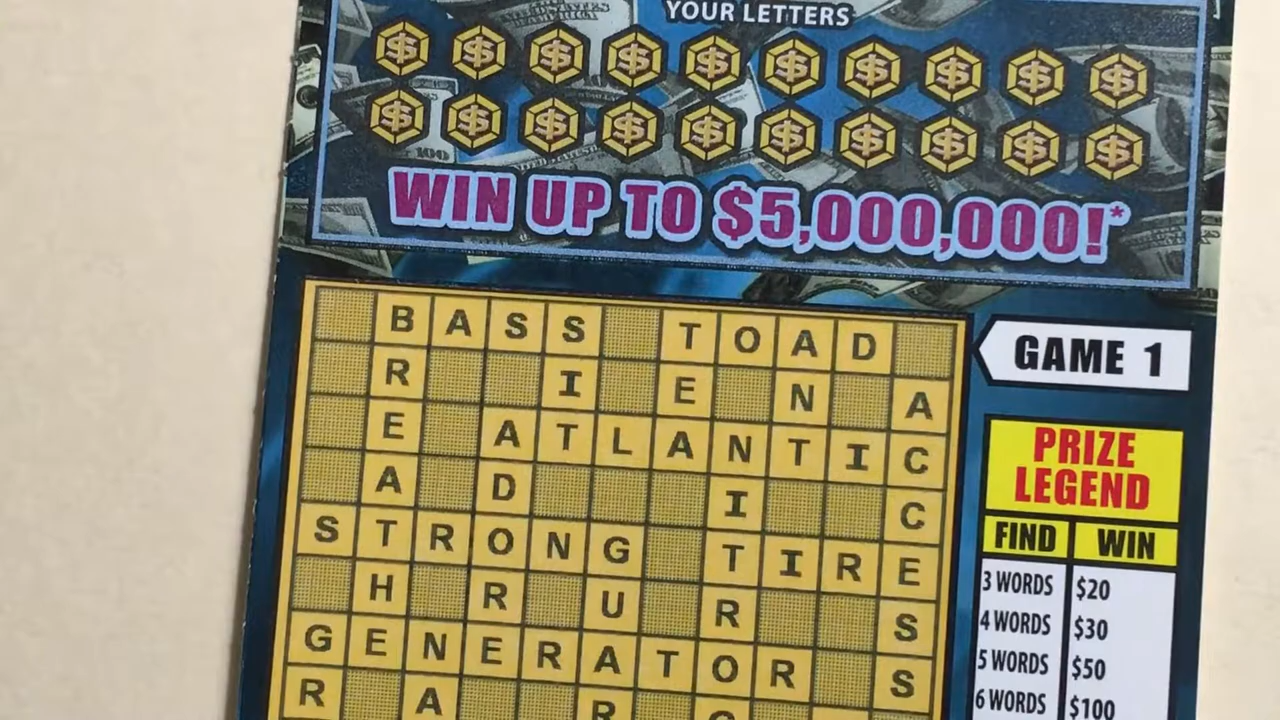 YOUR LETTERS
$ $ $ $ $ $ $ $ $ $
$ $ $ $ $ $ $ $ $ $
100
WIN UP TO $5,000,000!*
B A S S T O A D
R I E N A
E A T L A N T I C
A D I C
S T R O N G T I R E
H R U R S
G E N E R A T O R S
R A R
GAME 1
PRIZE
LEGEND
FIND WIN
3 WORDS $20
4 WORDS $30
5 WORDS $50
6 WORDS $100